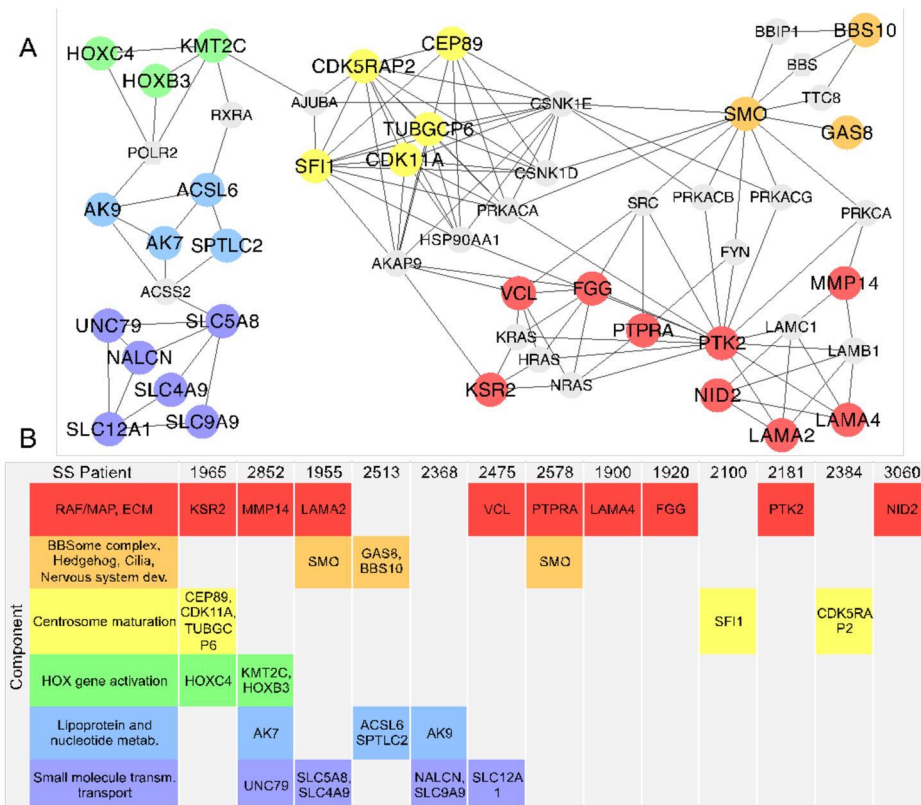 A
HOXC4
KMT2C
HOXB3
RXRA
POLR2
AK9
ACSL6
AK7
SPTLC2
ACSS2
UNC79
SLC5A8
NALCN
SLC4A9
SLC12A1
SLC9A9
CEP89
CDK5RAP2
AJUBA
CSNK1E
TUBGCP6
SFI1
CDK11A
CSNK1D
PRKACA
HSP90AA1
AKAP9
BBIP1
BBS10
BBS
TTC8
SMO
GAS8
SRC
PRKACB
PRKACG
PRKCA
FYN
VCL
FGG
MMP14
PTPRA
PTK2
LAMC1
KRAS
HRAS
LAMB1
KSR2
NRAS
NID2
LAMA2
LAMA4
B
SS Patient 1965 2852 1955 2513 2368 2475 2578 1900 1920 2100 2181 2384 3060
Component
RAF/MAP, ECM KSR2 MMP14 LAMA2 VCL PTPRA LAMA4 FGG PTK2 NID2
BBSome complex,
Hedgehog, Cilia,
Nervous system dev.
SMO
GAS8,
BBS10
SMO
Centrosome maturation
CEP89,
CDK11A,
TUBGC
P6
SFI1
CDK5RA
P2
HOX gene activation
HOXC4
KMT2C,
HOXB3
Lipoprotein and
nucleotide metab.
AK7
ACSL6
SPTLC2
AK9
Small molecule transm.
transport
UNC79
SLC5A8,
SLC4A9
NALCN,
SLC9A9
SLC12A
1